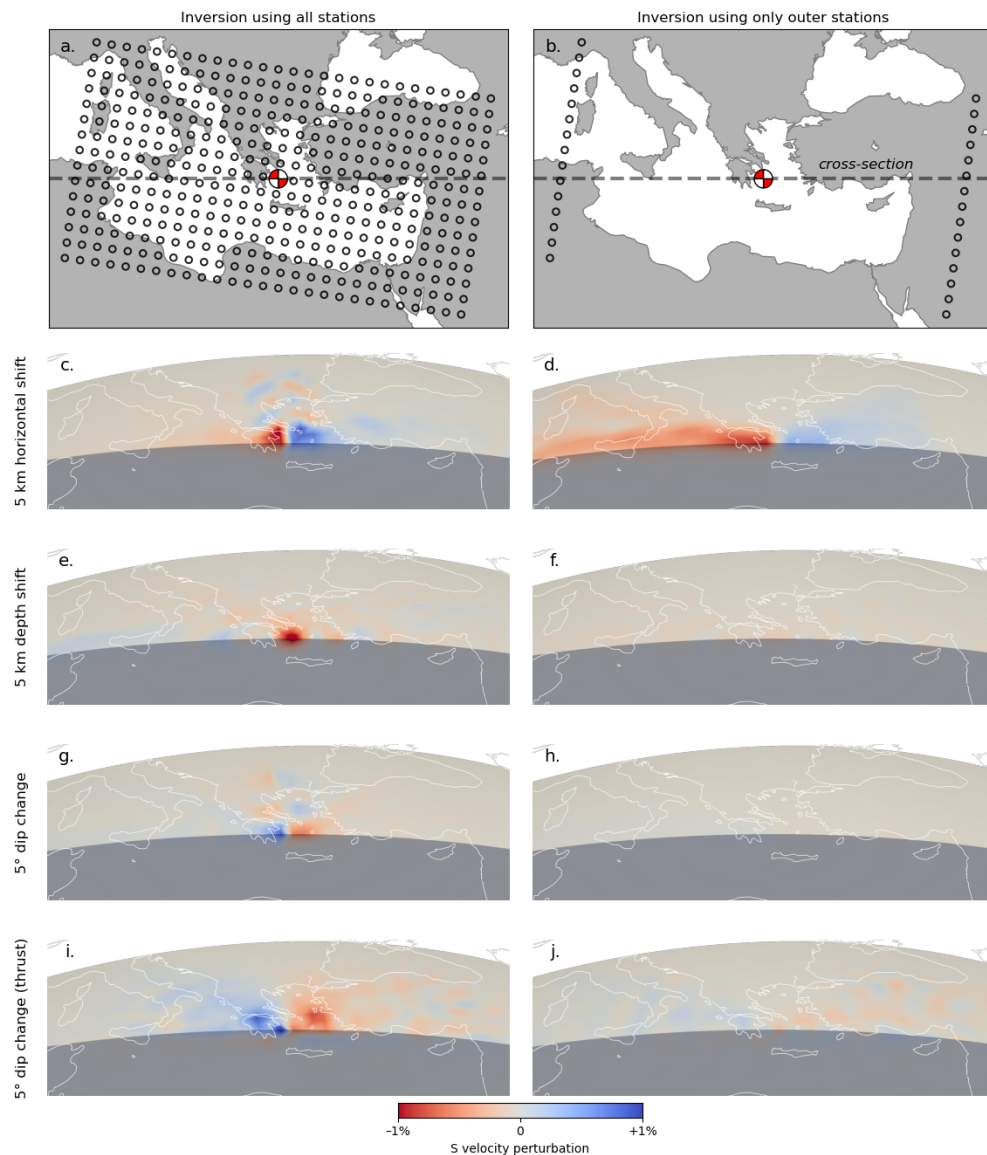 Inversion using all stations
Inversion using only outer stations
a.
b.
cross-section
5 km horizontal shift
c.
d.
5 km depth shift
e.
f.
5° dip change
g.
h.
5° dip change (thrust)
i.
j.
–1%
0
+1%
S velocity perturbation